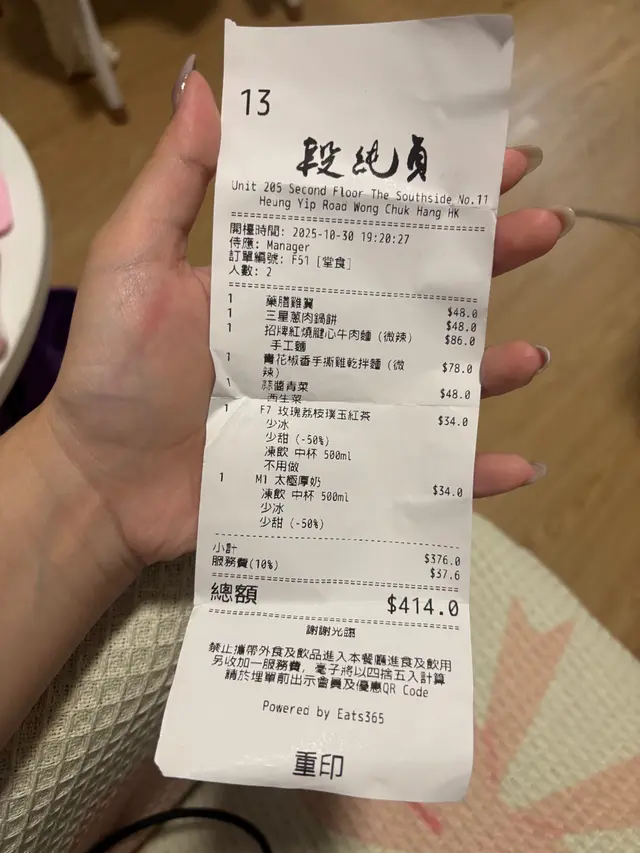 13
段純貞
Unit 205 Second Floor The Southside No.11
Heung Yip Road Wong Chuk Hang HK
開檯時間: 2025-10-30 19:20:27
侍應: Manager
訂單編號: F51 [堂食]
人數: 2
1 藥膳雞翼 $48.0
1 三星蔥肉鍋餅 $48.0
1 招牌紅燒腱心牛肉麵 (微辣) $86.0
手工麵
1 青花椒香手撕雞乾拌麵 (微 $78.0
辣)
1 蒜醬青菜 $48.0
西生菜
1 F7 玫瑰荔枝璞玉紅茶 $34.0
少冰
少甜 (-50%)
凍飲 中杯 500ml
不用做
1 M1 太極厚奶 $34.0
凍飲 中杯 500ml
少冰
少甜 (-50%)
小計 $376.0
服務費(10%) $37.6
總額 $414.0
謝謝光臨
禁止攜帶外食及飲品進入本餐廳進食及飲用
另收加一服務費, 毫子將以四捨五入計算
請於埋單前出示會員及優惠QR Code
Powered by Eats365
重印